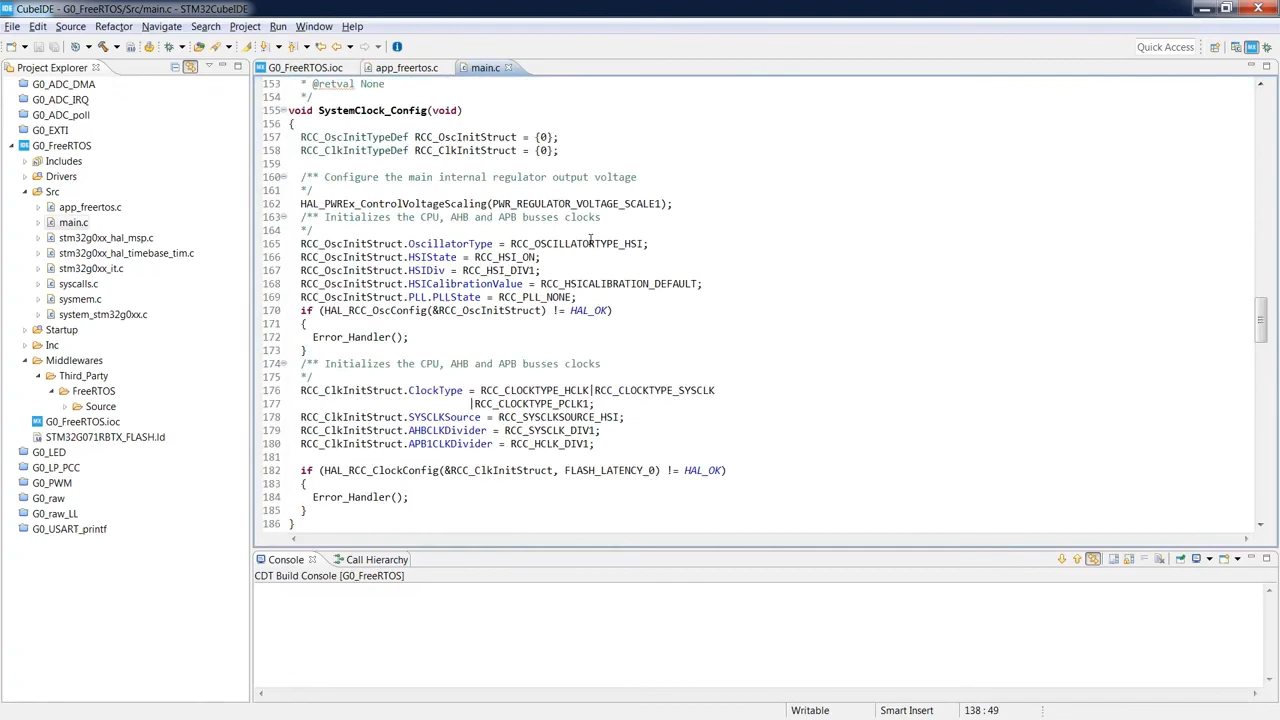 CubeIDE - G0_FreeRTOS/Src/main.c - STM32CubeIDE
File Edit Source Refactor Navigate Search Project Run Window Help
Quick Access
Project Explorer
G0_ADC_DMA
G0_ADC_IRQ
G0_ADC_poll
G0_EXTI
G0_FreeRTOS
Includes
Drivers
Src
app_freertos.c
main.c
stm32g0xx_hal_msp.c
stm32g0xx_hal_timebase_tim.c
stm32g0xx_it.c
syscalls.c
sysmem.c
system_stm32g0xx.c
Startup
Inc
Middlewares
Third_Party
FreeRTOS
Source
G0_FreeRTOS.ioc
STM32G071RBTX_FLASH.ld
G0_LED
G0_LP_PCC
G0_PWM
G0_raw
G0_raw_LL
G0_USART_printf
G0_FreeRTOS.ioc app_freertos.c main.c
153 * @retval None
154 */
155 void SystemClock_Config(void)
156 {
157 RCC_OscInitTypeDef RCC_OscInitStruct = {0};
158 RCC_ClkInitTypeDef RCC_ClkInitStruct = {0};
159
160 /** Configure the main internal regulator output voltage
161 */
162 HAL_PWREx_ControlVoltageScaling(PWR_REGULATOR_VOLTAGE_SCALE1);
163 /** Initializes the CPU, AHB and APB busses clocks
164 */
165 RCC_OscInitStruct.OscillatorType = RCC_OSCILLATORTYPE_HSI;
166 RCC_OscInitStruct.HSIState = RCC_HSI_ON;
167 RCC_OscInitStruct.HSIDiv = RCC_HSI_DIV1;
168 RCC_OscInitStruct.HSICalibrationValue = RCC_HSICALIBRATION_DEFAULT;
169 RCC_OscInitStruct.PLL.PLLState = RCC_PLL_NONE;
170 if (HAL_RCC_OscConfig(&RCC_OscInitStruct) != HAL_OK)
171 {
172 Error_Handler();
173 }
174 /** Initializes the CPU, AHB and APB busses clocks
175 */
176 RCC_ClkInitStruct.ClockType = RCC_CLOCKTYPE_HCLK|RCC_CLOCKTYPE_SYSCLK
177 |RCC_CLOCKTYPE_PCLK1;
178 RCC_ClkInitStruct.SYSCLKSource = RCC_SYSCLKSOURCE_HSI;
179 RCC_ClkInitStruct.AHBCLKDivider = RCC_SYSCLK_DIV1;
180 RCC_ClkInitStruct.APB1CLKDivider = RCC_HCLK_DIV1;
181
182 if (HAL_RCC_ClockConfig(&RCC_ClkInitStruct, FLASH_LATENCY_0) != HAL_OK)
183 {
184 Error_Handler();
185 }
186 }
Console Call Hierarchy
CDT Build Console [G0_FreeRTOS]
Writable Smart Insert 138 : 49